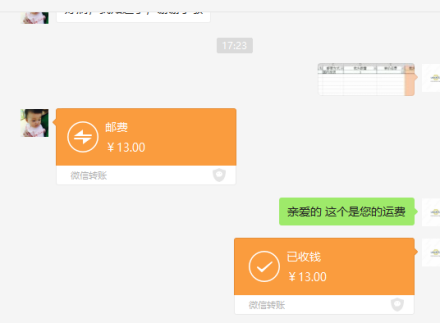 17:23
邮费
¥13.00
微信转账
亲爱的 这个是您的运费
已收钱
¥13.00
微信转账